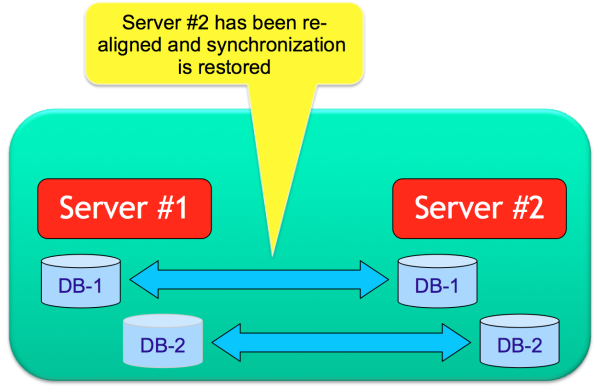 Server #2 has been re-
aligned and synchronization
is restored
Server #1
Server #2
DB-1
DB-1
DB-2
DB-2